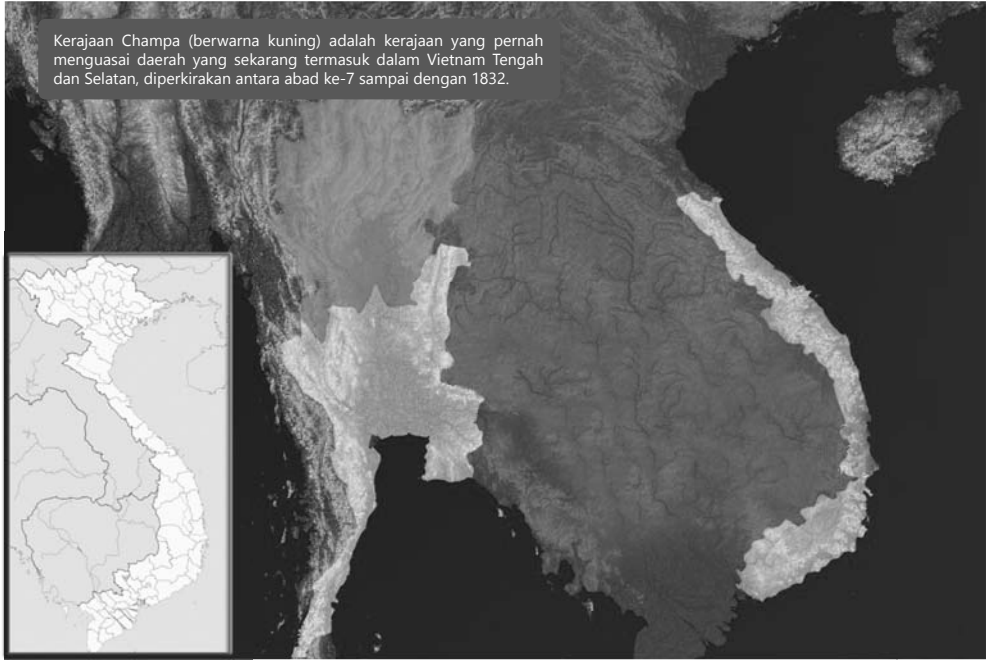 Kerajaan Champa (berwarna kuning) adalah kerajaan yang pernah
menguasai daerah yang sekarang termasuk dalam Vietnam Tengah
dan Selatan, diperkirakan antara abad ke-7 sampai dengan 1832.